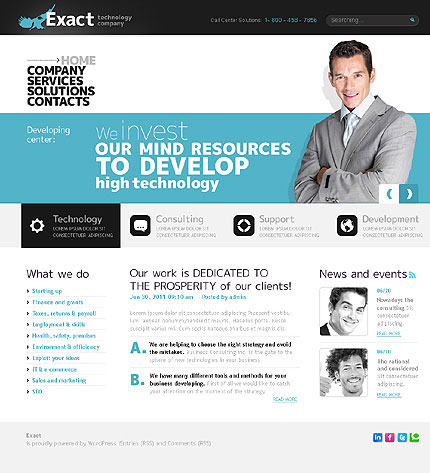 Exact
technology
company
Call Center Solutions: 1- 800 - 458 - 7856
Searching ...
HOME
COMPANY
SERVICES
SOLUTIONS
CONTACTS
Developing
center:
We invest
OUR MIND RESOURCES
TO DEVELOP
high technology
Technology
LOREM IPSUM DOLOR SIT
CONSECTETUER ADIPISCING
Consulting
LOREM IPSUM DOLOR SIT
CONSECTETUER ADIPISCING
Support
LOREM IPSUM DOLOR SIT
CONSECTETUER ADIPISCING
Development
LOREM IPSUM DOLOR SIT
CONSECTETUER ADIPISCING
What we do
Starting up
Finance and grants
Taxes, returns & payroll
Employment & skills
Health, safety, premises
Environment & efficiency
Exploit your ideas
IT & e-commerce
Sales and marketing
SEO
Our work is DEDICATED TO
THE PROSPERITY of our clients!
Jun 20, 2011 09:10 am Posted by admin
Lorem ipsum dolor sit consectetuer adipiscing Praesent vestibu
lum aenean nonummy hendrerit mauris. Hasellus porta. Fusce
suscipit varius mi. Cum sociis natoque penatibus et magnis dis.
A. We are helping to choose the right strategy and avoid
the mistakes. Business Consulting Inc. is the gate to the
sphere of new technologies in your business.
B. We have many different tools and methods for your
business developing. First of all we would like to catch
your attention on the moment of the strategy.
READ MORE
News and events
06/20
Nowadays the
consulting Sit
consectetuer
adipiscing.
READ MORE
06/10
The rational
and considered
Sit consectetuer
adipiscing.
READ MORE
Exact
is proudly powered by WordPress Entries (RSS) and Comments (RSS)